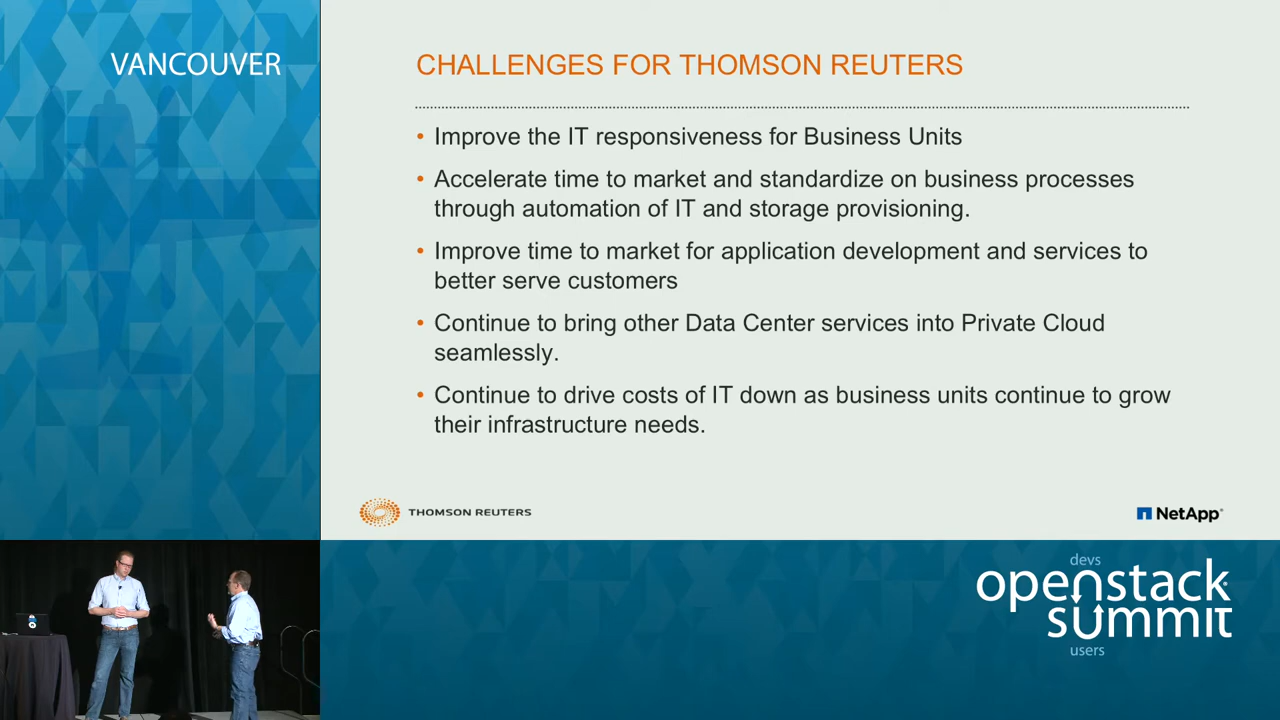 VANCOUVER
CHALLENGES FOR THOMSON REUTERS
• Improve the IT responsiveness for Business Units
• Accelerate time to market and standardize on business processes
through automation of IT and storage provisioning.
• Improve time to market for application development and services to
better serve customers
• Continue to bring other Data Center services into Private Cloud
seamlessly.
• Continue to drive costs of IT down as business units continue to grow
their infrastructure needs.
THOMSON REUTERS
NetApp®
devs
openstack
summit
users